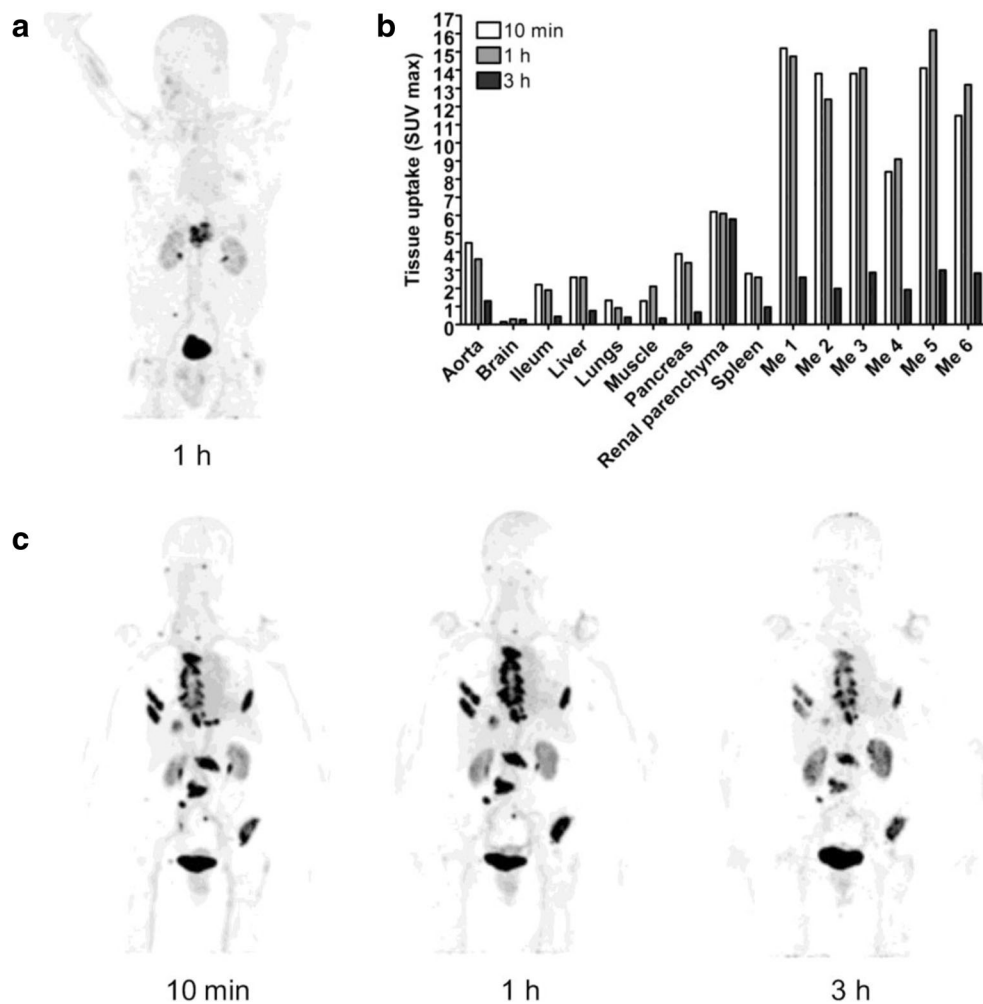 a
1 h
b
Tissue uptake (SUV max)
17
16
15
14
13
12
11
10
9
8
7
6
5
4
3
2
1
0
10 min
1 h
3 h
Aorta
Brain
Ileum
Liver
Lungs
Muscle
Pancreas
Renal parenchyma
Spleen
Me 1
Me 2
Me 3
Me 4
Me 5
Me 6
c
10 min
1 h
3 h